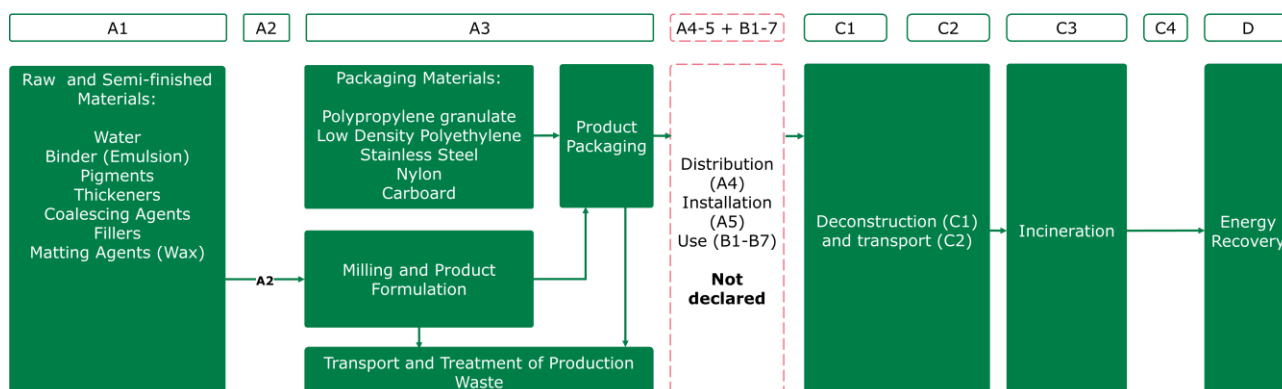 A1
A2
A3
A4-5 + B1-7
C1
C2
C3
C4
D
Raw and Semi-finished
Materials:
Water
Binder (Emulsion)
Pigments
Thickeners
Coalescing Agents
Fillers
Matting Agents (Wax)
A2
Packaging Materials:
Polypropylene granulate
Low Density Polyethylene
Stainless Steel
Nylon
Carboard
Product
Packaging
Milling and Product
Formulation
Transport and Treatment of Production
Waste
Distribution
(A4)
Installation
(A5)
Use (B1-B7)
Not
declared
Deconstruction (C1)
and transport (C2)
Incineration
Energy
Recovery